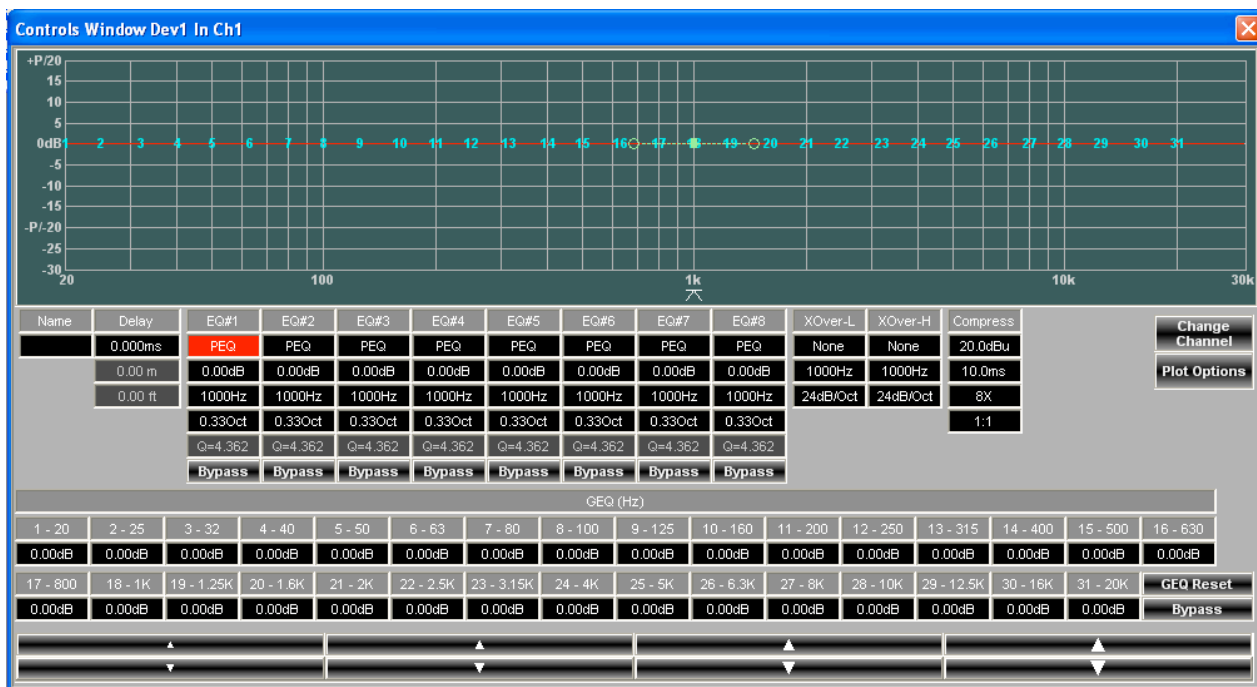 Controls Window Dev1 In Ch1
+P/20
15
10
5
0dB 1 2 3 4 5 6 7 8 9 10 11 12 13 14 15 16 17 18 19 20 21 22 23 24 25 26 27 28 29 30 31
-5
-10
-15
-P/-20
-25
-30
20 100 1k 10k 30k
Name Delay EQ#1 EQ#2 EQ#3 EQ#4 EQ#5 EQ#6 EQ#7 EQ#8 XOver-L XOver-H Compress Change Channel
0.000ms PEQ PEQ PEQ PEQ PEQ PEQ PEQ PEQ None None 20.0dBu
0.00 m 0.00dB 0.00dB 0.00dB 0.00dB 0.00dB 0.00dB 0.00dB 0.00dB 1000Hz 1000Hz 10.0ms Plot Options
0.00 ft 1000Hz 1000Hz 1000Hz 1000Hz 1000Hz 1000Hz 1000Hz 1000Hz 24dB/Oct 24dB/Oct 8X
0.33Oct 0.33Oct 0.33Oct 0.33Oct 0.33Oct 0.33Oct 0.33Oct 0.33Oct 1:1
Q=4.362 Q=4.362 Q=4.362 Q=4.362 Q=4.362 Q=4.362 Q=4.362 Q=4.362
Bypass Bypass Bypass Bypass Bypass Bypass Bypass Bypass
GEQ (Hz)
1 - 20 2 - 25 3 - 32 4 - 40 5 - 50 6 - 63 7 - 80 8 - 100 9 - 125 10 - 160 11 - 200 12 - 250 13 - 315 14 - 400 15 - 500 16 - 630
0.00dB 0.00dB 0.00dB 0.00dB 0.00dB 0.00dB 0.00dB 0.00dB 0.00dB 0.00dB 0.00dB 0.00dB 0.00dB 0.00dB 0.00dB 0.00dB
17 - 800 18 - 1K 19 - 1.25K 20 - 1.6K 21 - 2K 22 - 2.5K 23 - 3.15K 24 - 4K 25 - 5K 26 - 6.3K 27 - 8K 28 - 10K 29 - 12.5K 30 - 16K 31 - 20K GEQ Reset
0.00dB 0.00dB 0.00dB 0.00dB 0.00dB 0.00dB 0.00dB 0.00dB 0.00dB 0.00dB 0.00dB 0.00dB 0.00dB 0.00dB 0.00dB Bypass